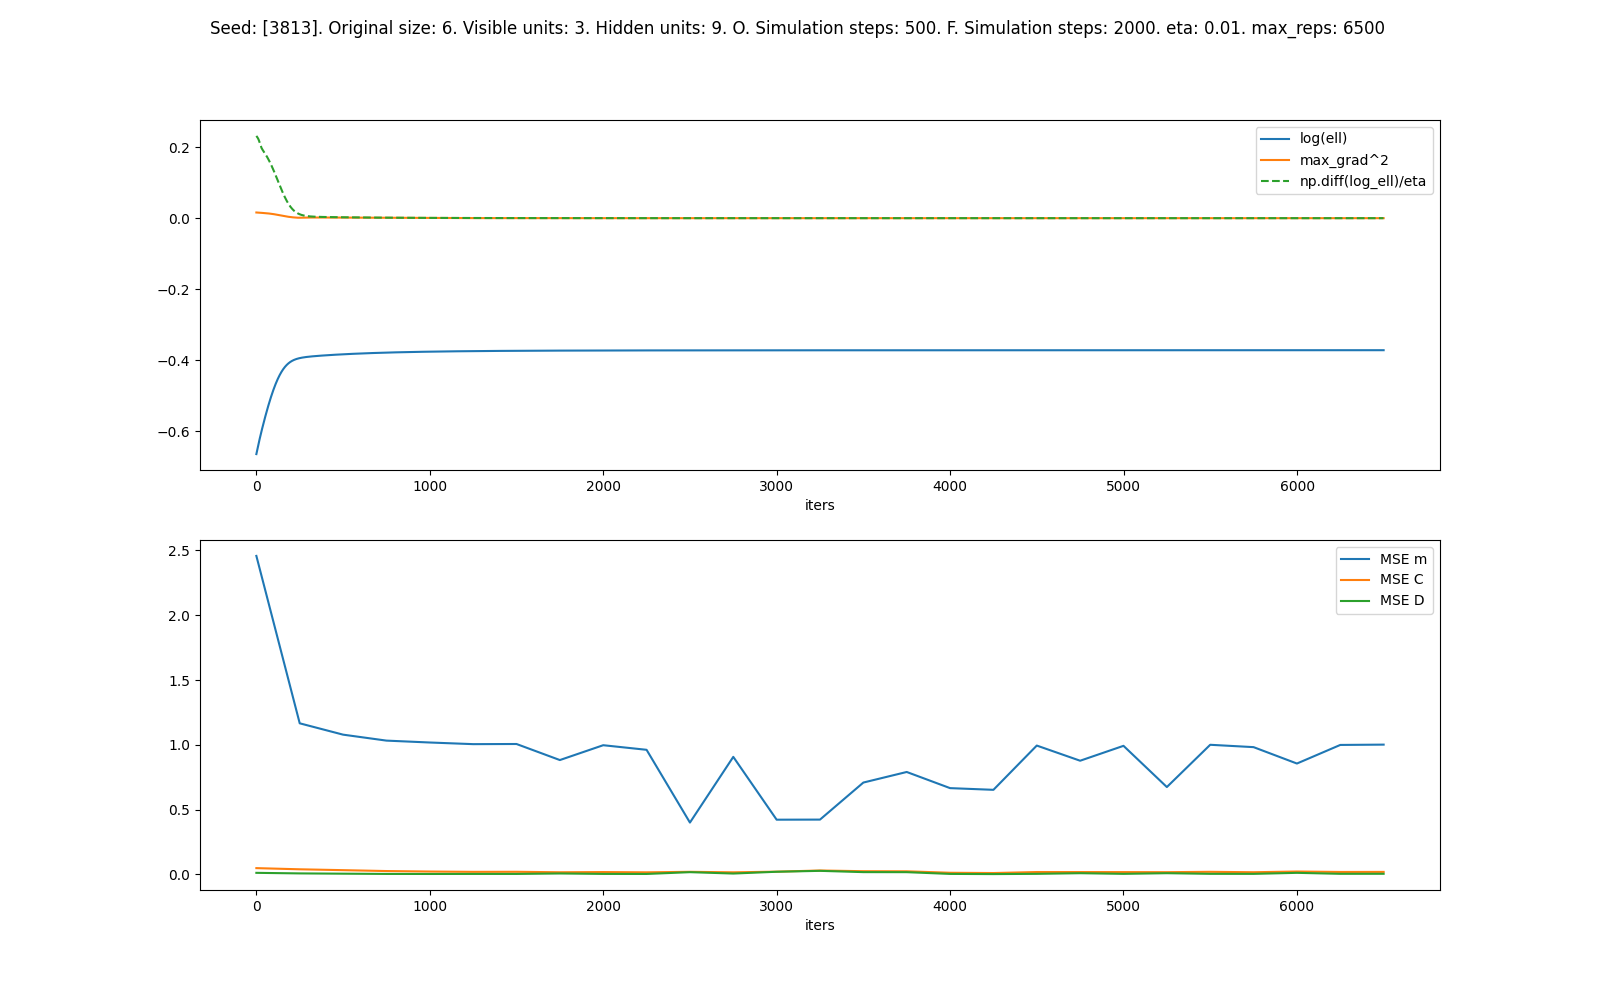 Seed: [3813]. Original size: 6. Visible units: 3. Hidden units: 9. O. Simulation steps: 500. F. Simulation steps: 2000. eta: 0.01. max_reps: 6500
0.2
0.0
−0.2
−0.4
−0.6
log(ell)
max_grad^2
np.diff(log_ell)/eta
0 1000 2000 3000 4000 5000 6000
iters
2.5
2.0
1.5
1.0
0.5
0.0
MSE m
MSE C
MSE D
0 1000 2000 3000 4000 5000 6000
iters